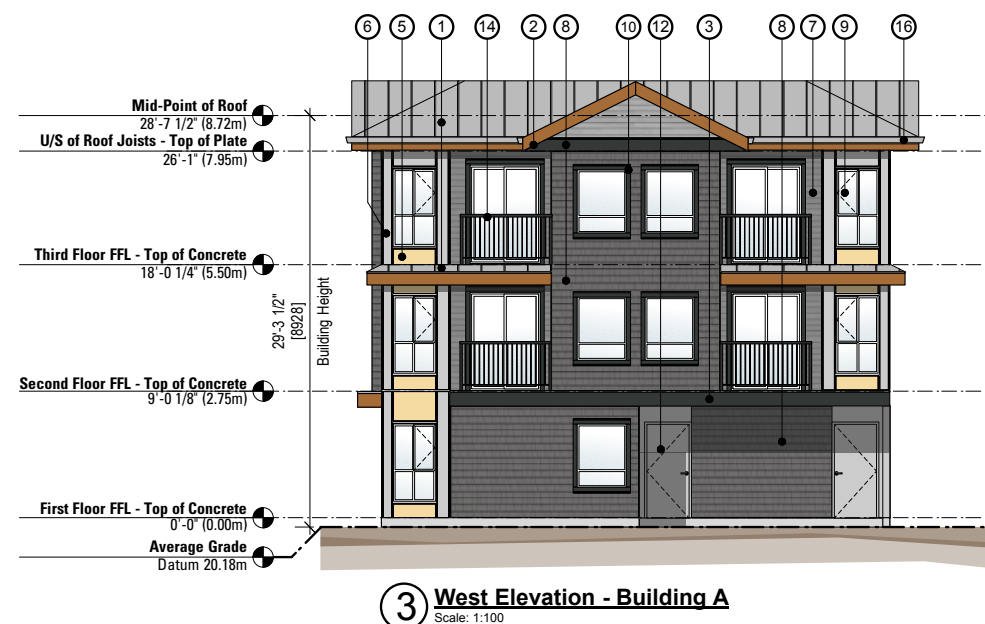 6 5 1 14 2 8 10 12 3 8 7 9 16
Mid-Point of Roof
28'-7 1/2" (8.72m)
U/S of Roof Joists - Top of Plate
26'-1" (7.95m)
Third Floor FFL - Top of Concrete
18'-0 1/4" (5.50m)
29'-3 1/2"
[8928]
Building Height
Second Floor FFL - Top of Concrete
9'-0 1/8" (2.75m)
First Floor FFL - Top of Concrete
0'-0" (0.00m)
Average Grade
Datum 20.18m
3 West Elevation - Building A
Scale: 1:100